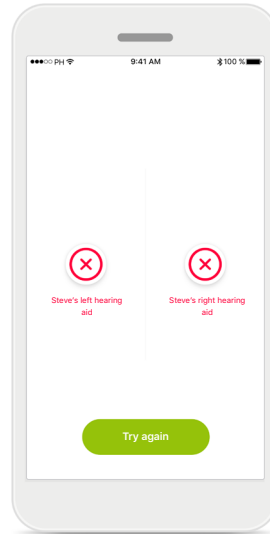 ●●●○○ PH 9:41 AM 100 %
Steve's left hearing
aid
Steve's right hearing
aid
Try again